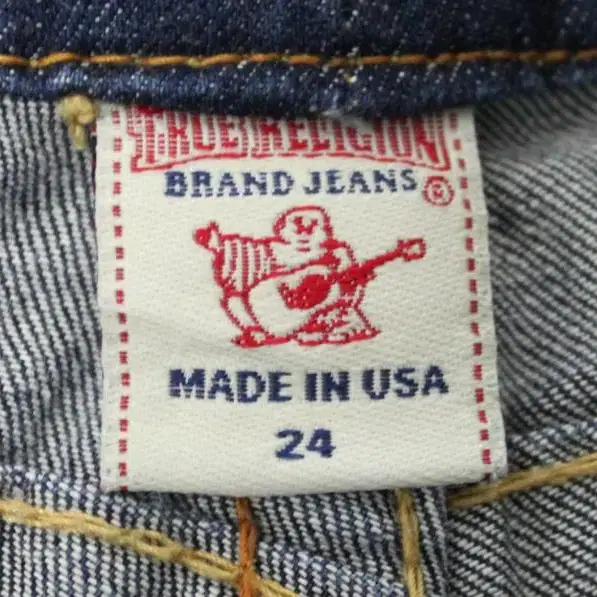 TRUE RELIGION
BRAND JEANS ®
MADE IN USA
24